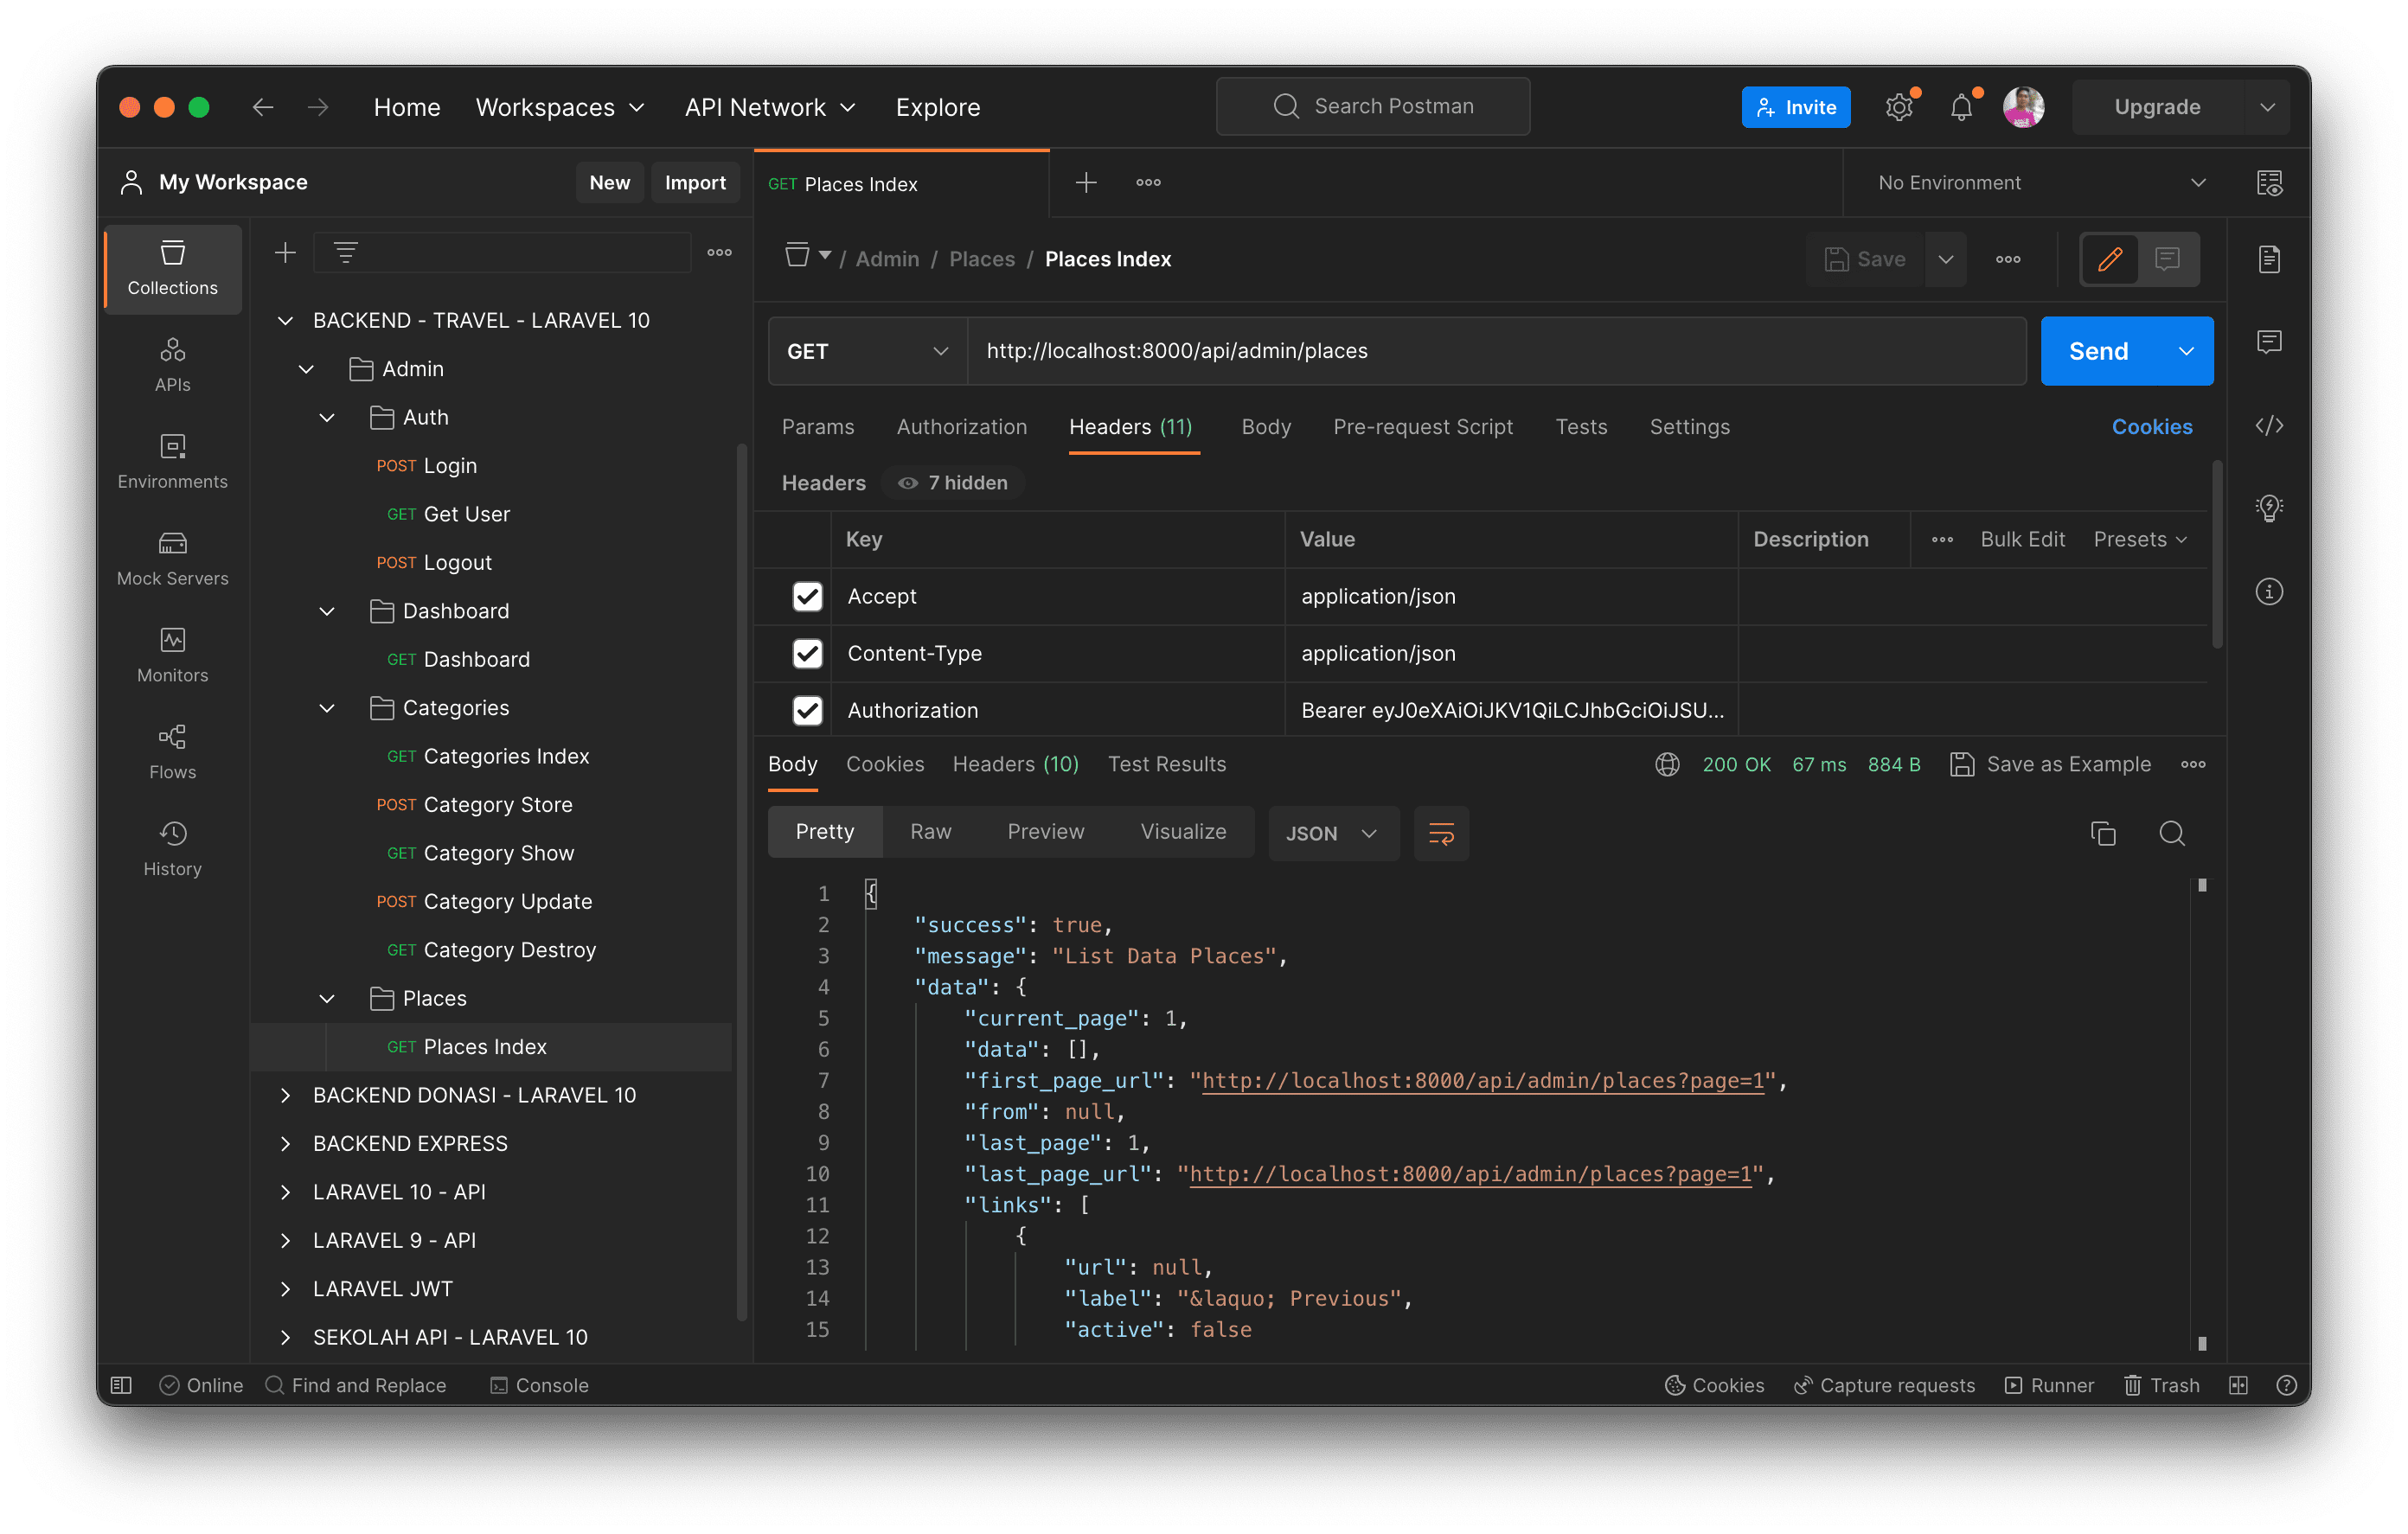 Home Workspaces API Network Explore Search Postman Invite Upgrade
My Workspace New Import GET Places Index No Environment
Collections
APIs
Environments
Mock Servers
Monitors
Flows
History
BACKEND - TRAVEL - LARAVEL 10
Admin
Auth
POST Login
GET Get User
POST Logout
Dashboard
GET Dashboard
Categories
GET Categories Index
POST Category Store
GET Category Show
POST Category Update
GET Category Destroy
Places
GET Places Index
BACKEND DONASI - LARAVEL 10
BACKEND EXPRESS
LARAVEL 10 - API
LARAVEL 9 - API
LARAVEL JWT
SEKOLAH API - LARAVEL 10
/ Admin / Places / Places Index Save
GET http://localhost:8000/api/admin/places Send
Params Authorization Headers (11) Body Pre-request Script Tests Settings Cookies
Headers 7 hidden
Key Value Description Bulk Edit Presets
Accept application/json
Content-Type application/json
Authorization Bearer eyJ0eXAiOiJKV1QiLCJhbGciOiJSU...
Body Cookies Headers (10) Test Results 200 OK 67 ms 884 B Save as Example
Pretty Raw Preview Visualize JSON
1 {
2 "success": true,
3 "message": "List Data Places",
4 "data": {
5 "current_page": 1,
6 "data": [],
7 "first_page_url": "http://localhost:8000/api/admin/places?page=1",
8 "from": null,
9 "last_page": 1,
10 "last_page_url": "http://localhost:8000/api/admin/places?page=1",
11 "links": [
12 {
13 "url": null,
14 "label": "&laquo; Previous",
15 "active": false
Online Find and Replace Console Cookies Capture requests Runner Trash